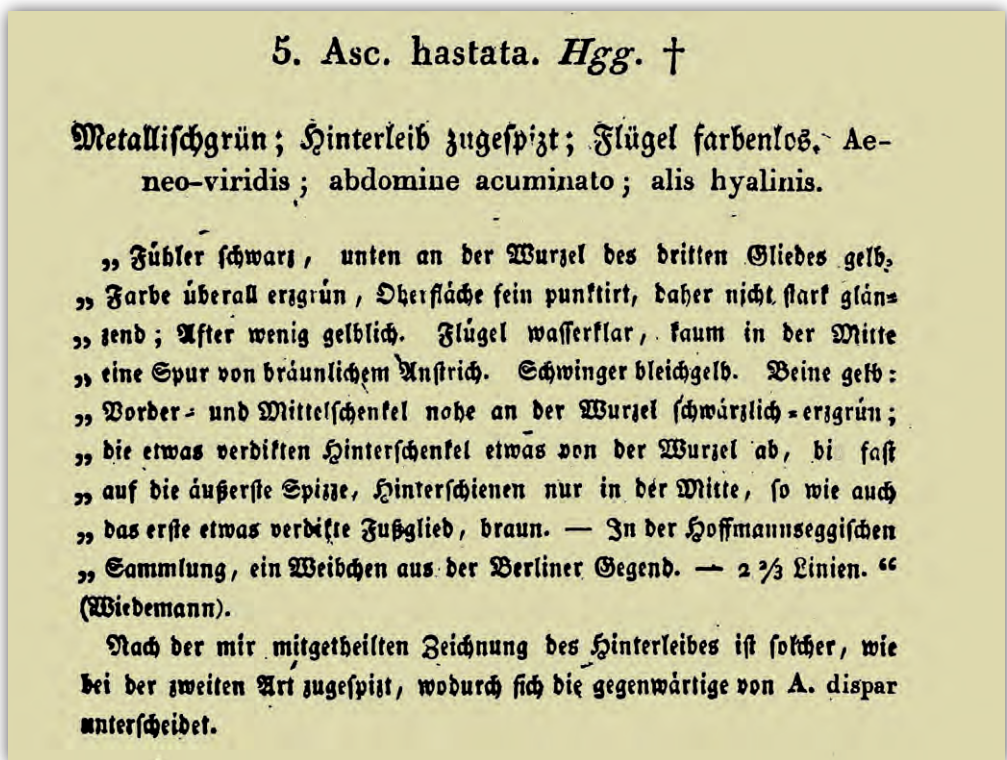 5. Asc. hastata. Hgg. †
Metallischgrün; Hinterleib zugespizt; Flügel farbenlos. Ae-
neo-viridis; abdomine acuminato; alis hyalinis.
„ Fühler schwarz, unten an der Wurzel des dritten Gliedes gelb.
„ Farbe überall erzgrün, Oberfläche fein punktirt, daher nicht stark glän-
„ zend; After wenig gelblich. Flügel wasserklar, kaum in der Mitte
„ eine Spur von bräunlichem Anstrich. Schwinger bleichgelb. Beine gelb:
„ Vorder- und Mittelschenkel nohe an der Wurzel schwärzlich-erzgrün;
„ die etwas verdikten Hinterschenkel etwas von der Wurzel ab, bi fast
„ auf die äußerste Spizze, Hinterschienen nur in der Mitte, so wie auch
„ das erste etwas verdikte Fußglied, braun. — In der Hoffmannseggischen
„ Sammlung, ein Weibchen aus der Berliner Gegend. — 2 2/3 Linien. “
(Wiedemann).
Nach der mir mitgetheilten Zeichnung des Hinterleibes ist solcher, wie
bei der zweiten Art zugespizt, wodurch sich die gegenwärtige von A. dispar
unterscheidet.